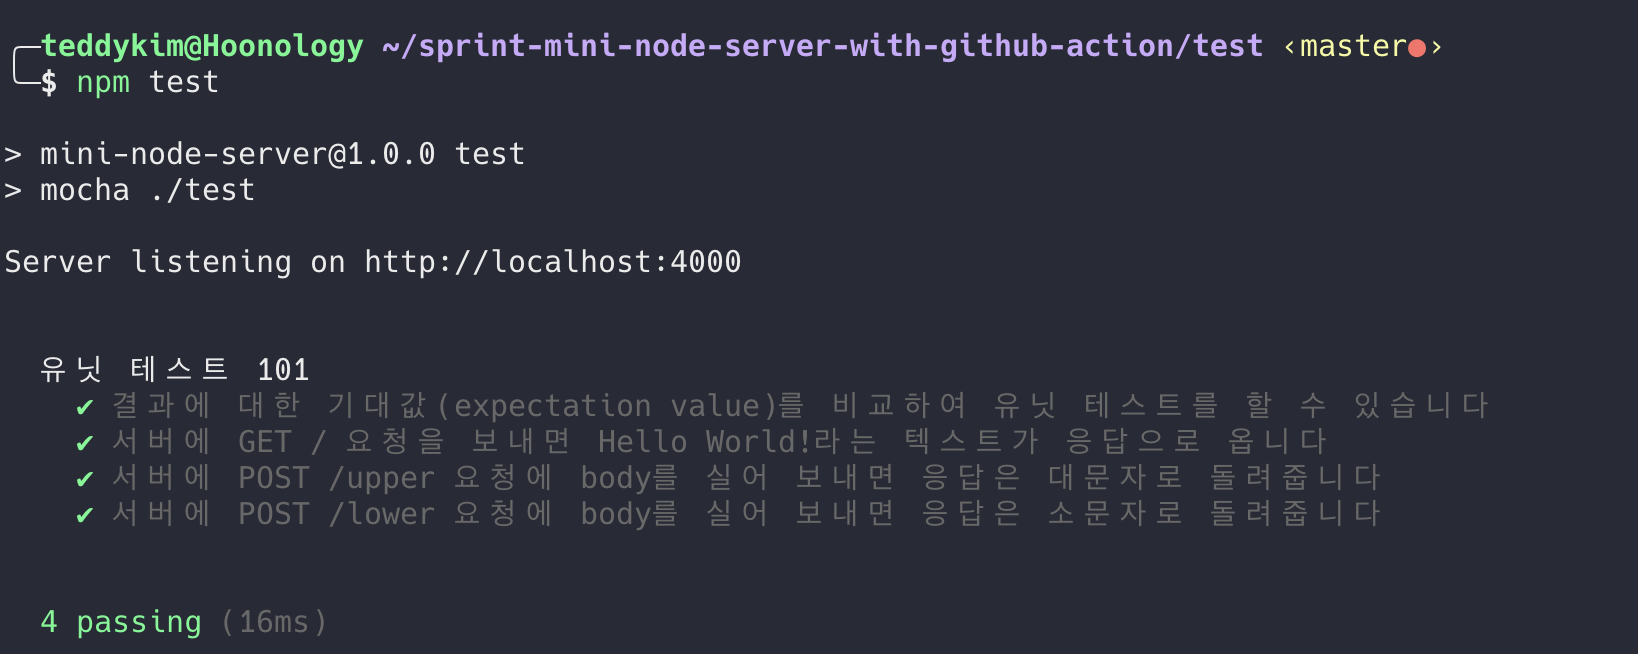 teddykim@Hoonology ~/sprint-mini-node-server-with-github-action/test ‹master●›
$ npm test
> mini-node-server@1.0.0 test
> mocha ./test
Server listening on http://localhost:4000
유닛 테스트 101
✔ 결과에 대한 기대값(expectation value)를 비교하여 유닛 테스트를 할 수 있습니다
✔ 서버에 GET / 요청을 보내면 Hello World!라는 텍스트가 응답으로 옵니다
✔ 서버에 POST /upper 요청에 body를 실어 보내면 응답은 대문자로 돌려줍니다
✔ 서버에 POST /lower 요청에 body를 실어 보내면 응답은 소문자로 돌려줍니다
4 passing (16ms)